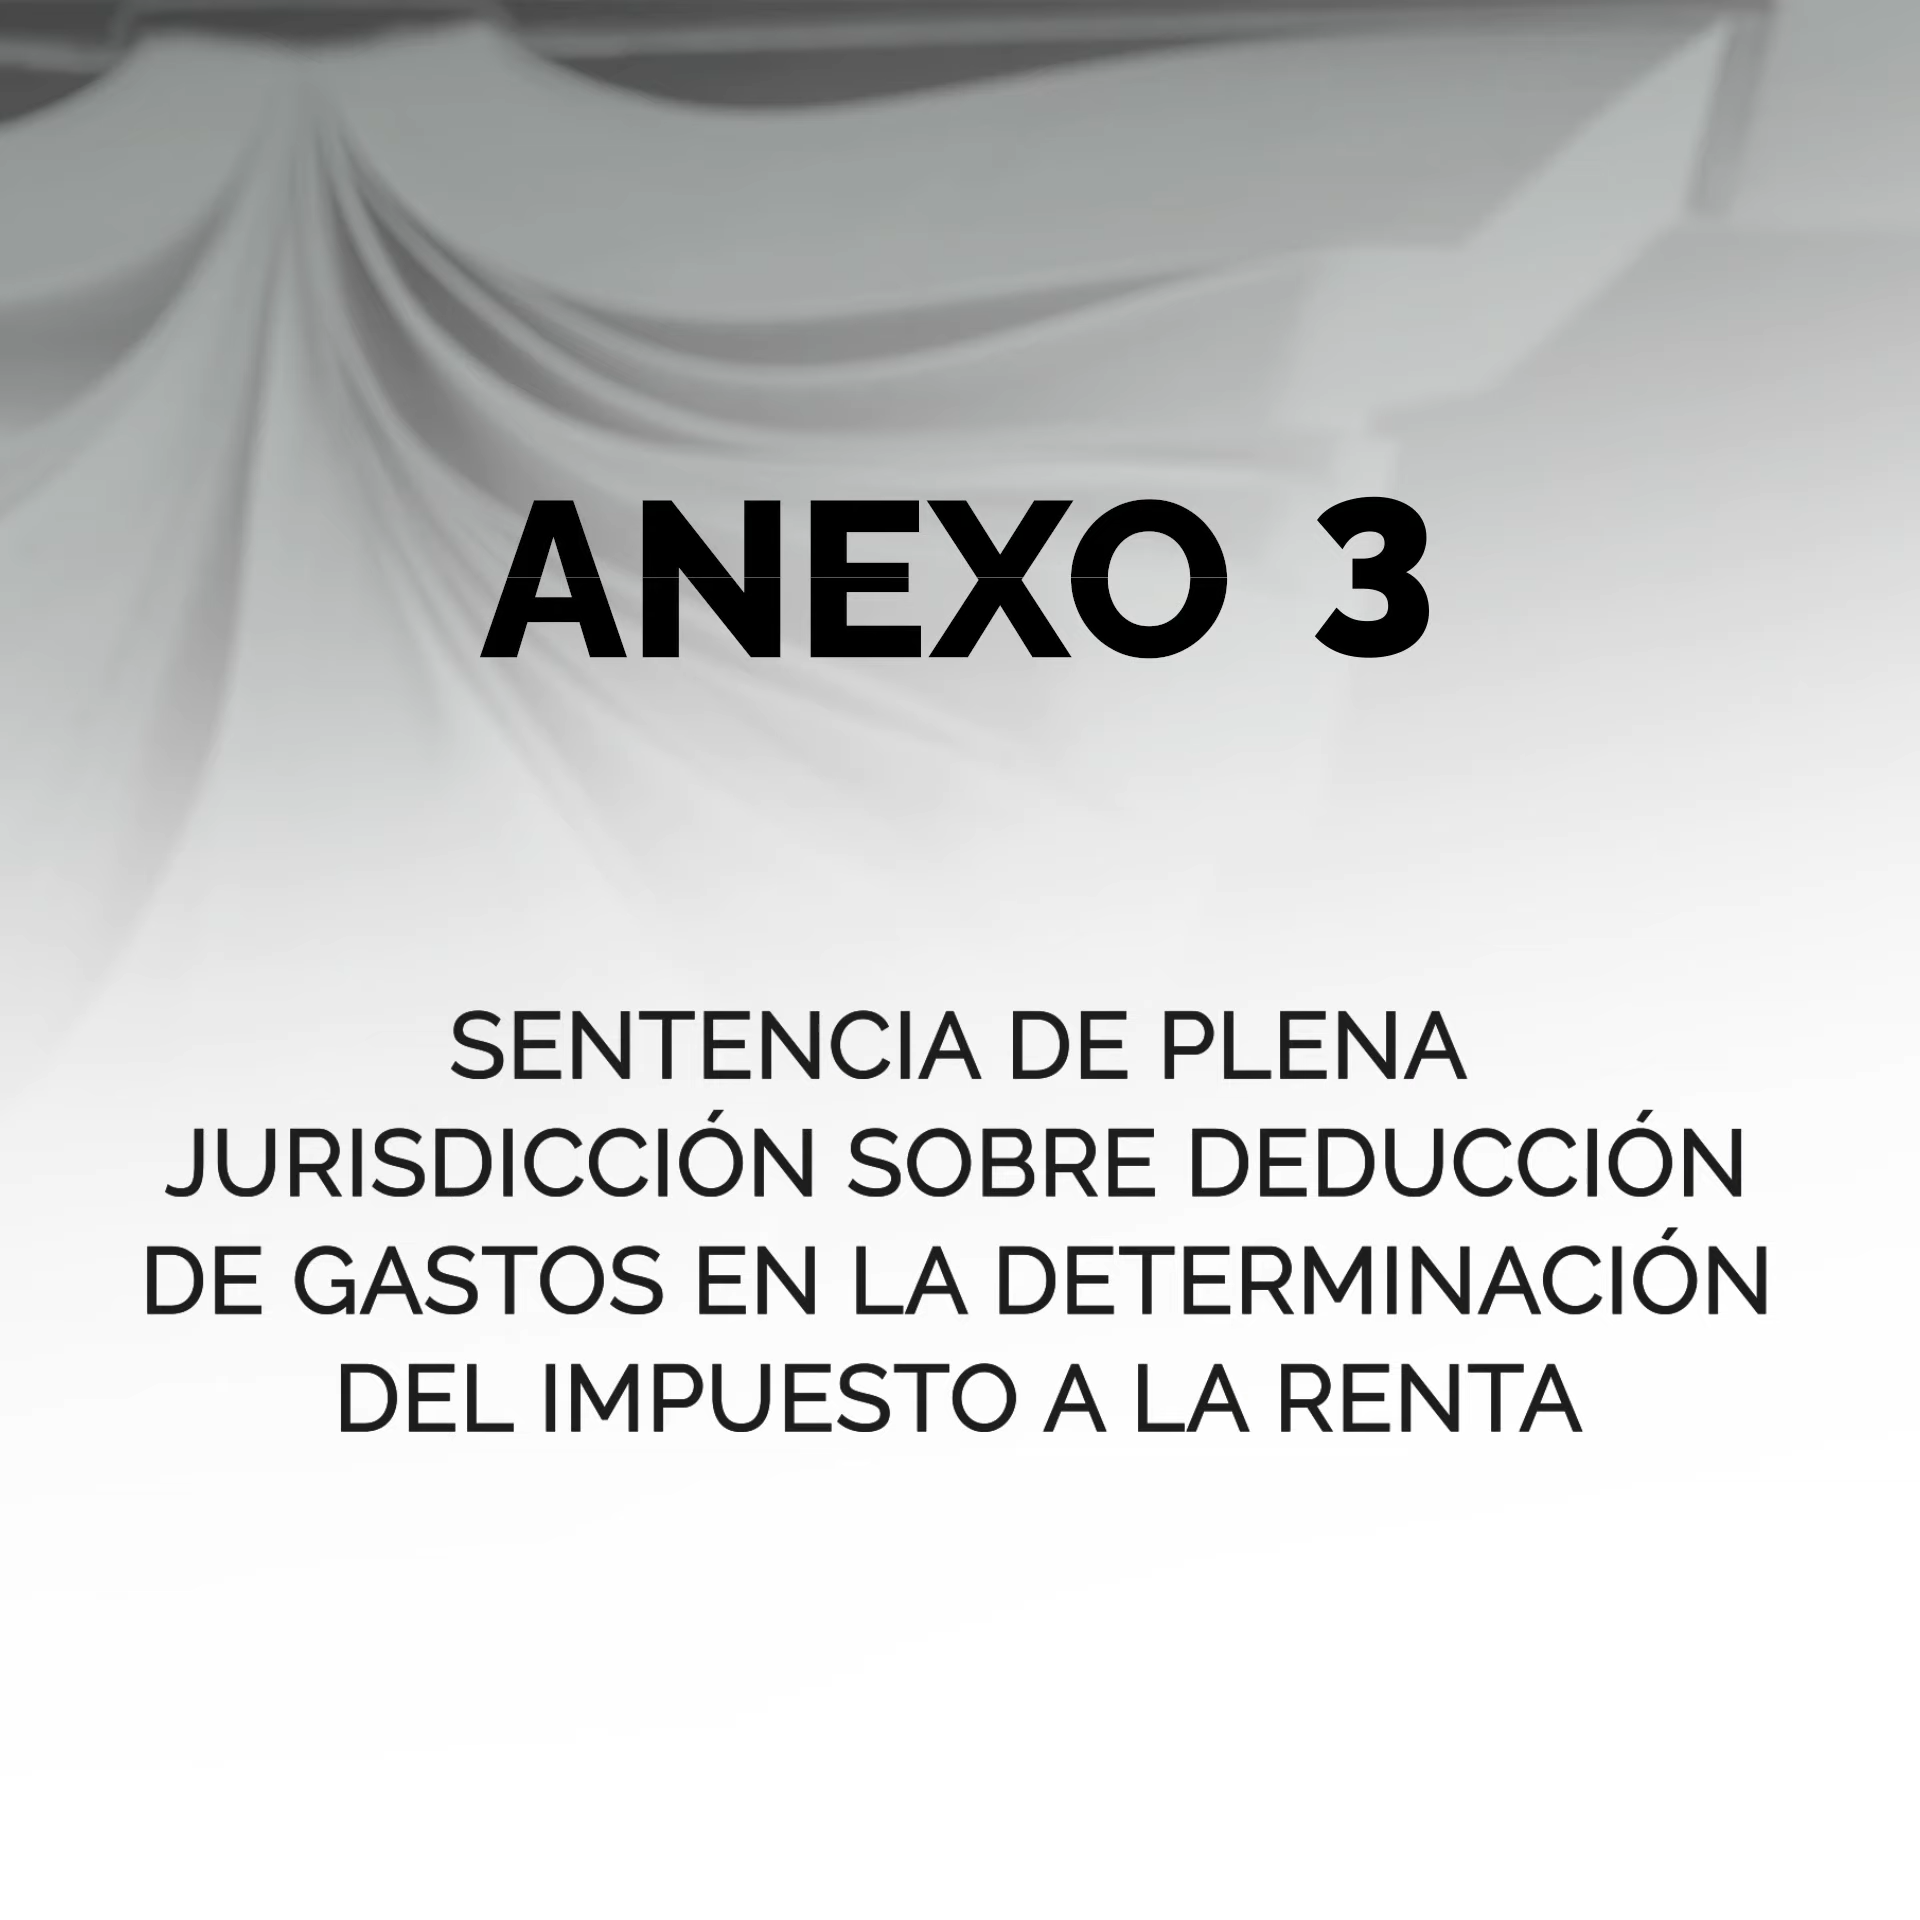 ANEXO 3
SENTENCIA DE PLENA
JURISDICCIÓN SOBRE DEDUCCIÓN
DE GASTOS EN LA DETERMINACIÓN
DEL IMPUESTO A LA RENTA